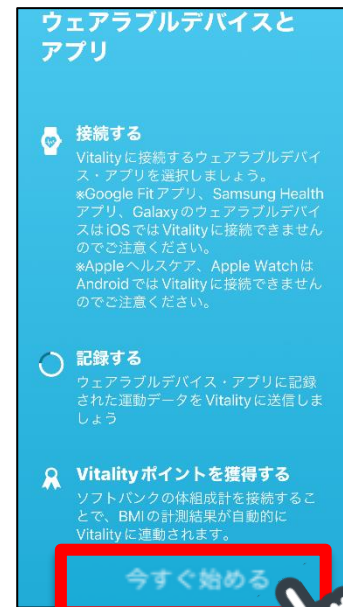 ウェアラブルデバイスと
アプリ
接続する
Vitalityに接続するウェアラブルデバイ
ス・アプリを選択しましょう。
※Google Fitアプリ、Samsung Health
アプリ、Galaxyのウェアラブルデバイ
スはiOSではVitalityに接続できません
のでご注意ください。
※Appleヘルスケア、Apple Watchは
AndroidではVitalityに接続できません
のでご注意ください。
記録する
ウェアラブルデバイス・アプリに記録
された運動データをVitalityに送信しま
しょう
Vitalityポイントを獲得する
ソフトバンクの体組成計を接続するこ
とで、BMIの計測結果が自動的に
Vitalityに連動されます。
今すぐ始める